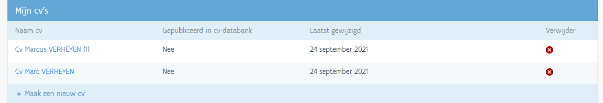 Mijn cv's
Naam cv Gepubliceerd in cv-databank Laatst gewijzigd Verwijder
Cv Marcus VERHEYEN (1) Nee 24 september 2021
Cv Marc VERHEYEN Nee 24 september 2021
+ Maak een nieuw cv